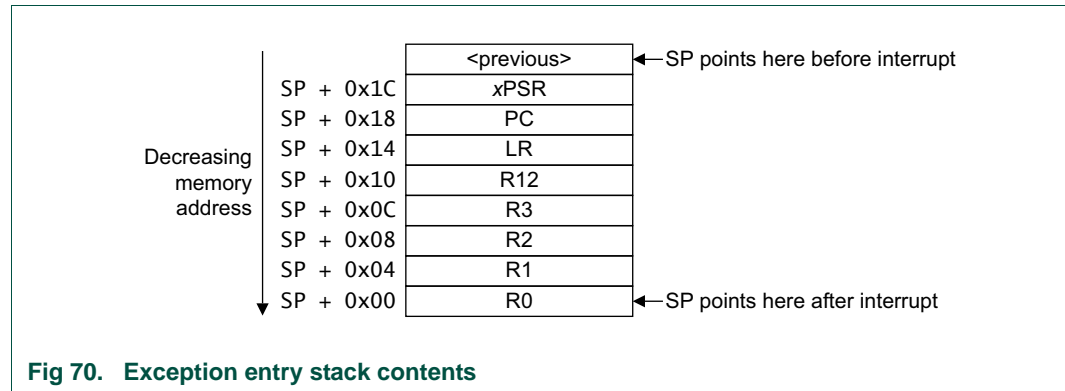 <previous>
SP points here before interrupt
SP + 0x1C xPSR
SP + 0x18 PC
SP + 0x14 LR
Decreasing
memory
address
SP + 0x10 R12
SP + 0x0C R3
SP + 0x08 R2
SP + 0x04 R1
SP + 0x00 R0
SP points here after interrupt
Fig 70. Exception entry stack contents